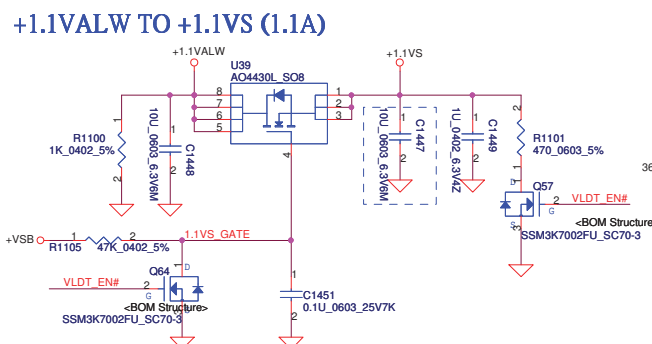 +1.1VALW TO +1.1VS (1.1A)
+1.1VALW
+1.1VS
U39
AO4430L_SO8
8
7
6
5
1
2
3
4
1
R1100
1K_0402_5%
2
1
C1448
10U_0603_6.3V6M
2
1
C1447
10U_0603_6.3V6M
2
1
C1449
1U_0402_6.3V4Z
2
2
R1101
470_0603_5%
1
36
1
D
Q57
2
VLDT_EN#
G
S
3
<BOM Structure
SSM3K7002FU_SC70-3
+VSB
1
2
1.1VS_GATE
R1105
47K_0402_5%
1
D
Q64
VLDT_EN#
2
G
S
3
<BOM Structure>
SSM3K7002FU_SC70-3
1
C1451
0.1U_0603_25V7K
2